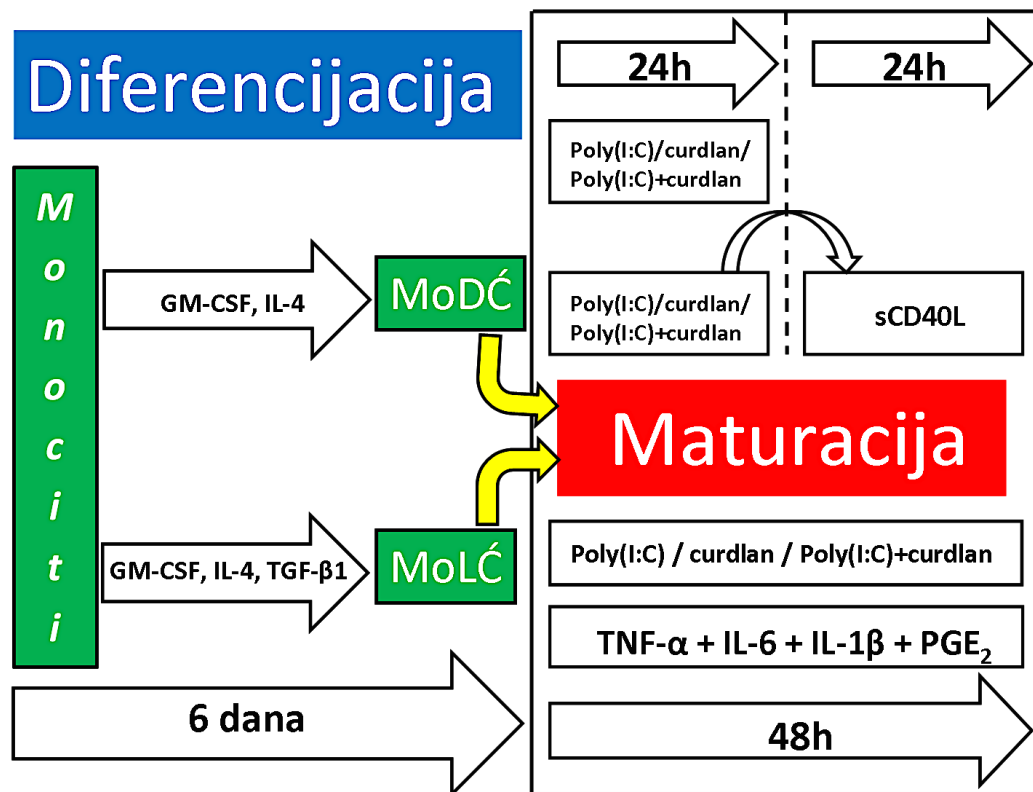 Diferencijacija
Monociti
GM-CSF, IL-4
MoDĆ
GM-CSF, IL-4, TGF-β1
MoLĆ
6 dana
24h
24h
Poly(I:C)/curdlan/
Poly(I:C)+curdlan
Poly(I:C)/curdlan/
Poly(I:C)+curdlan
sCD40L
Maturacija
Poly(I:C) / curdlan / Poly(I:C)+curdlan
TNF-α + IL-6 + IL-1β + PGE₂
48h